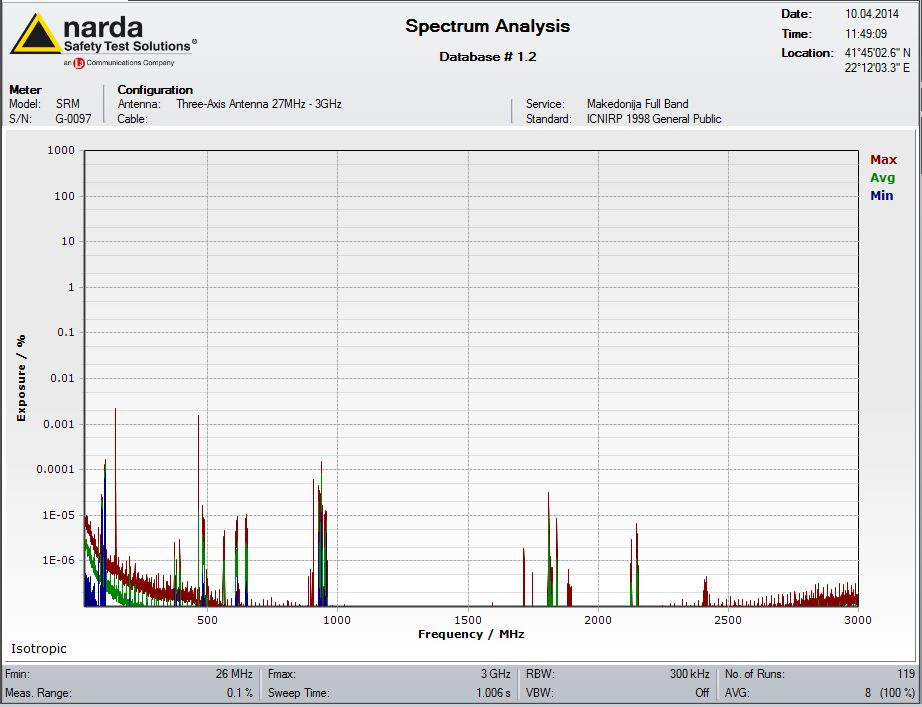 narda
Safety Test Solutions®
an L3 Communications Company
Spectrum Analysis
Database # 1.2
Date: 10.04.2014
Time: 11:49:09
Location: 41°45'02.6" N
22°12'03.3" E
Meter
Model: SRM
S/N: G-0097
Configuration
Antenna: Three-Axis Antenna 27MHz - 3GHz
Cable:
Service: Makedonija Full Band
Standard: ICNIRP 1998 General Public
1000
100
10
1
0.1
0.01
0.001
0.0001
1E-05
1E-06
Exposure / %
Max
Avg
Min
500 1000 1500 2000 2500 3000
Frequency / MHz
Isotropic
Fmin: 26 MHz Fmax: 3 GHz RBW: 300 kHz No. of Runs: 119
Meas. Range: 0.1 % Sweep Time: 1.006 s VBW: Off AVG: 8 (100 %)